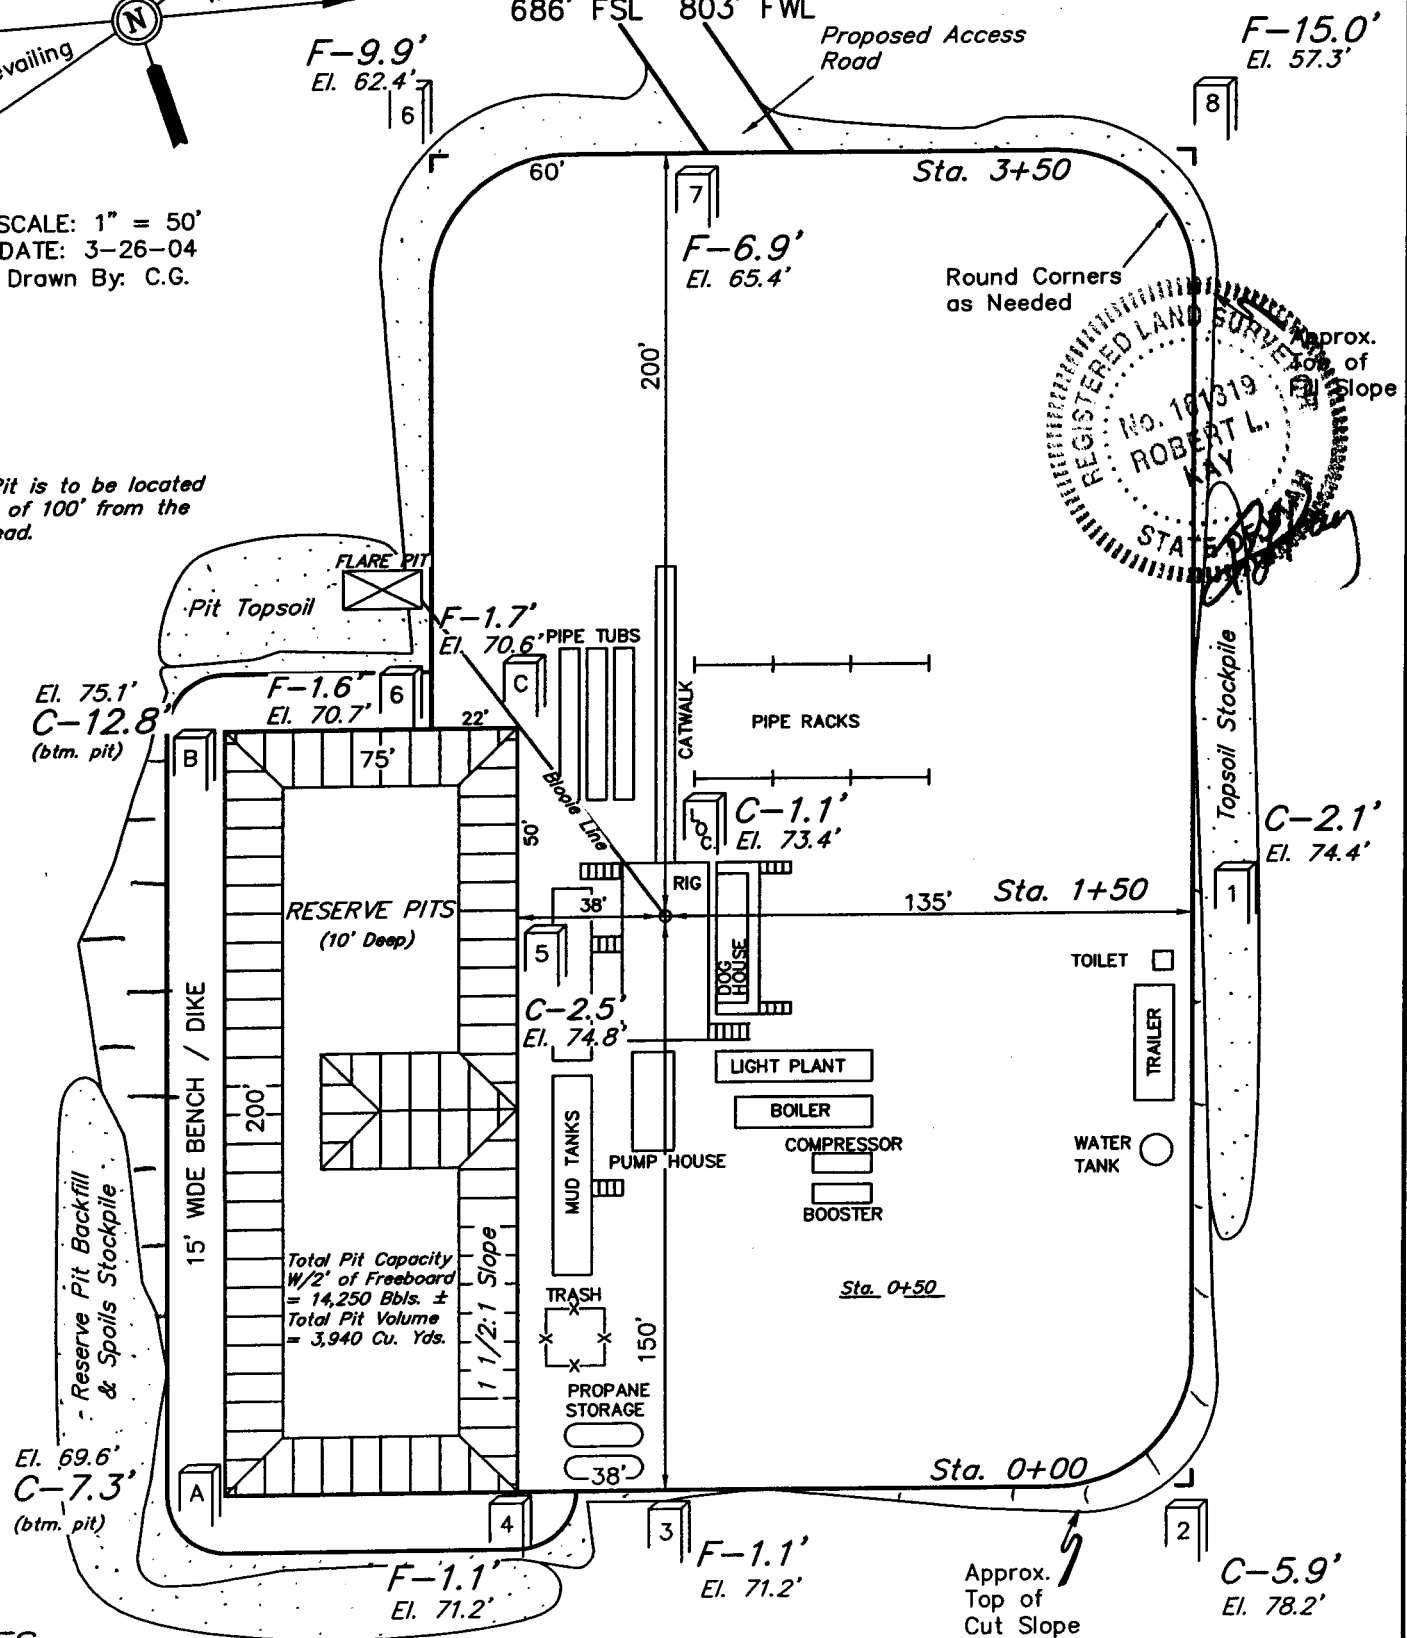 686' FSL 803' FWL
N
F-9.9'
El. 62.4'
6
Proposed Access
Road
F-15.0'
El. 57.3'
8
SCALE: 1" = 50'
DATE: 3-26-04
Drawn By: C.G.
60'
Sta. 3+50
7
F-6.9'
El. 65.4'
200'
Round Corners
as Needed
Approx.
Top of
Fill Slope
REGISTERED LAND SURVEYOR
No. 161319
ROBERT L.
KAY
STATE OF UTAH
Pit is to be located
of 100' from the
FLARE PIT
Pit Topsoil
F-1.7'
El. 70.6'
PIPE TUBS
C
El. 75.1'
C-12.8'
(btm. pit)
B
F-1.6'
El. 70.7'
6
22'
75'
CATWALK
PIPE RACKS
Topsoil Stockpile
Blooie Line
50'
LOC.
C-1.1'
El. 73.4'
C-2.1'
El. 74.4'
1
RIG
RESERVE PITS
(10' Deep)
38'
135'
Sta. 1+50
5
DOG
HOUSE
TOILET
TRAILER
C-2.5'
El. 74.8'
15' WIDE BENCH / DIKE
200'
LIGHT PLANT
BOILER
MUD TANKS
PUMP HOUSE
COMPRESSOR
BOOSTER
WATER
TANK
Reserve Pit Backfill
& Spoils Stockpile
Total Pit Capacity
W/2' of Freeboard
= 14,250 Bbls. ±
Total Pit Volume
= 3,940 Cu. Yds.
1 1/2:1 Slope
Sta. 0+50
TRASH
150'
PROPANE
STORAGE
38'
Sta. 0+00
El. 69.6'
C-7.3'
(btm. pit)
A
4
3
2
F-1.1'
El. 71.2'
F-1.1'
El. 71.2'
Approx.
Top of
Cut Slope
C-5.9'
El. 78.2'